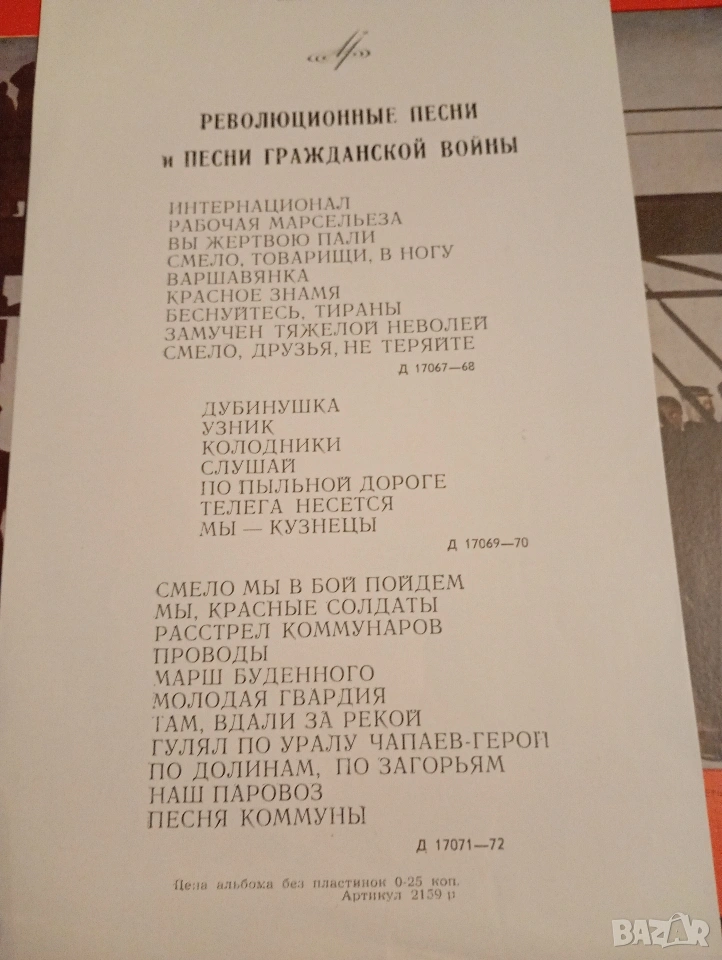 РЕВОЛЮЦИОННЫЕ ПЕСНИ
и ПЕСНИ ГРАЖДАНСКОЙ ВОЙНЫ
ИНТЕРНАЦИОНАЛ
РАБОЧАЯ МАРСЕЛЬЕЗА
ВЫ ЖЕРТВОЮ ПАЛИ
СМЕЛО, ТОВАРИЩИ, В НОГУ
ВАРШАВЯНКА
КРАСНОЕ ЗНАМЯ
БЕСНУЙТЕСЬ, ТИРАНЫ
ЗАМУЧЕН ТЯЖЕЛОЙ НЕВОЛЕЙ
СМЕЛО, ДРУЗЬЯ, НЕ ТЕРЯЙТЕ
Д 17067—68
ДУБИНУШКА
УЗНИК
КОЛОДНИКИ
СЛУШАЙ
ПО ПЫЛЬНОЙ ДОРОГЕ
ТЕЛЕГА НЕСЕТСЯ
МЫ — КУЗНЕЦЫ
Д 17069—70
СМЕЛО МЫ В БОЙ ПОЙДЕМ
МЫ, КРАСНЫЕ СОЛДАТЫ
РАССТРЕЛ КОММУНАРОВ
ПРОВОДЫ
МАРШ БУДЕННОГО
МОЛОДАЯ ГВАРДИЯ
ТАМ, ВДАЛИ ЗА РЕКОЙ
ГУЛЯЛ ПО УРАЛУ ЧАПАЕВ-ГЕРОЙ
ПО ДОЛИНАМ, ПО ЗАГОРЬЯМ
НАШ ПАРОВОЗ
ПЕСНЯ КОММУНЫ
Д 17071—72
Цена альбома без пластинок 0-25 коп.
Артикул 2159 р
BAZAR